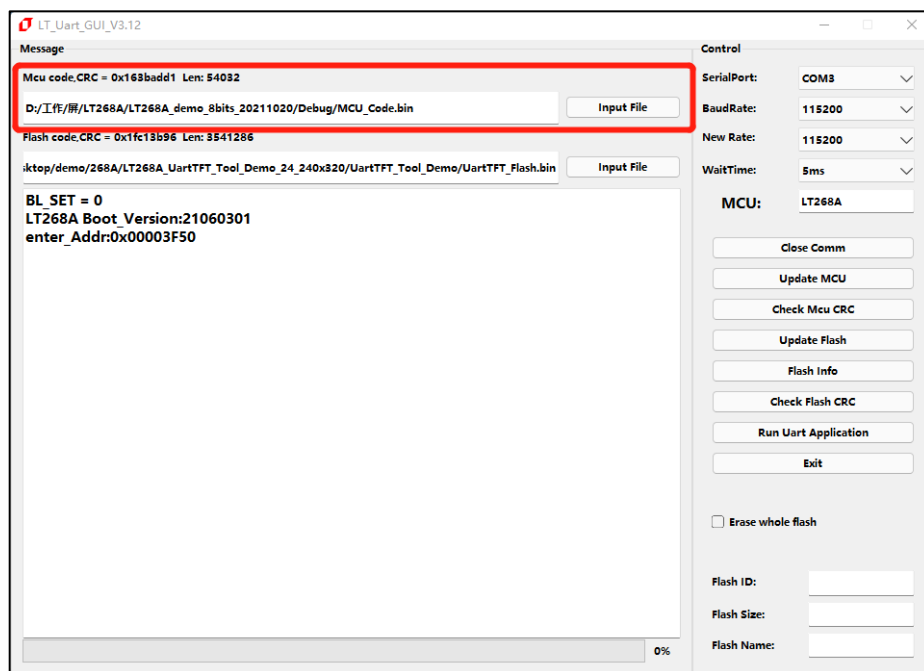 LT_Uart_GUI_V3.12
Message
Mcu code,CRC = 0x163badd1 Len: 54032
D:/工作/屏/LT268A/LT268A_demo_8bits_20211020/Debug/MCU_Code.bin
Input File
Flash code,CRC = 0x1fc13b96 Len: 3541286
ktop/demo/268A/LT268A_UartTFT_Tool_Demo_24_240x320/UartTFT_Tool_Demo/UartTFT_Flash.bin
Input File
BL_SET = 0
LT268A Boot_Version:21060301
enter_Addr:0x00003F50
0%
Control
SerialPort:
COM3
BaudRate:
115200
New Rate:
115200
WaitTime:
5ms
MCU:
LT268A
Close Comm
Update MCU
Check Mcu CRC
Update Flash
Flash Info
Check Flash CRC
Run Uart Application
Exit
Erase whole flash
Flash ID:
Flash Size:
Flash Name: